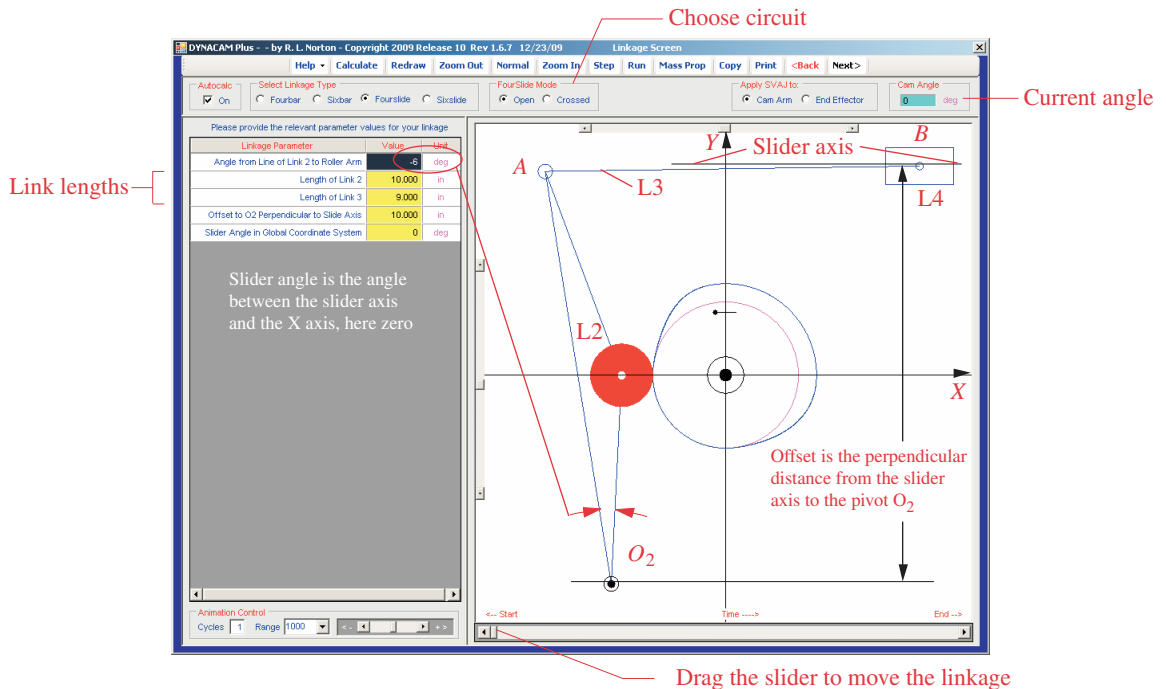 Choose circuit
DYNACAM Plus - - by R. L. Norton - Copyright 2009 Release 10 Rev 1.6.7 12/23/09 Linkage Screen
Help Calculate Redraw Zoom Out Normal Zoom In Step Run Mass Prop Copy Print <Back Next>
Autocalc Select Linkage Type FourSlide Mode Apply SVAJ to: Cam Angle
On Fourbar Sixbar Fourslide Sixslide Open Crossed Cam Arm End Effector 0 deg
Current angle
Please provide the relevant parameter values for your linkage
Linkage Parameter Value Unit
Angle from Line of Link 2 to Roller Arm -6 deg
Length of Link 2 10.000 in
Length of Link 3 9.000 in
Offset to O2 Perpendicular to Slide Axis 10.000 in
Slider Angle in Global Coordinate System 0 deg
Link lengths
Slider angle is the angle
between the slider axis
and the X axis, here zero
Y
B
Slider axis
A
L3
L4
L2
X
Offset is the perpendicular
distance from the slider
axis to the pivot O2
O2
<-- Start Time ----> End -->
Animation Control
Cycles 1 Range 1000 < - + >
Drag the slider to move the linkage